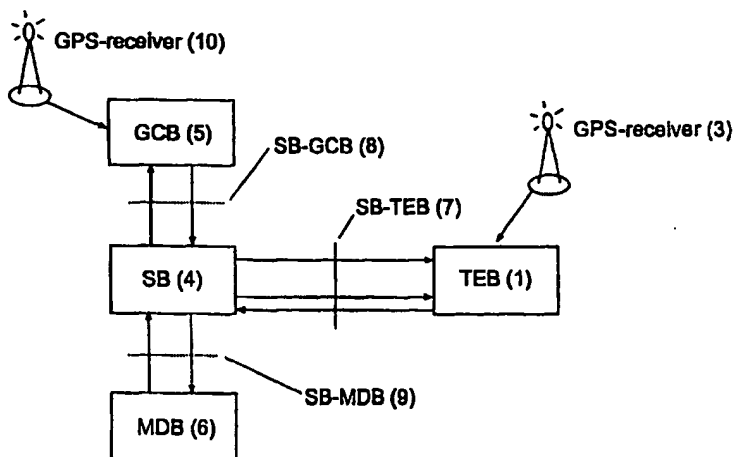 GPS-receiver (10)
GCB (5)
GPS-receiver (3)
SB-GCB (8)
SB-TEB (7)
SB (4)
TEB (1)
SB-MDB (9)
MDB (6)